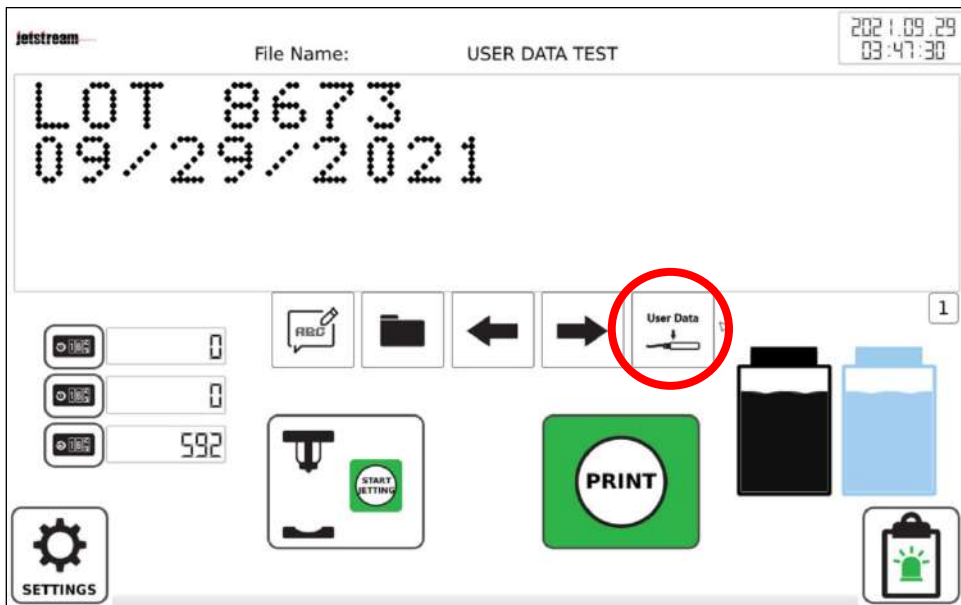 jetstream
File Name: USER DATA TEST
2021.09.29
03:47:30
LOT 8673
09/29/2021
ABC
User Data
1
0
0
592
START
JETTING
PRINT
SETTINGS